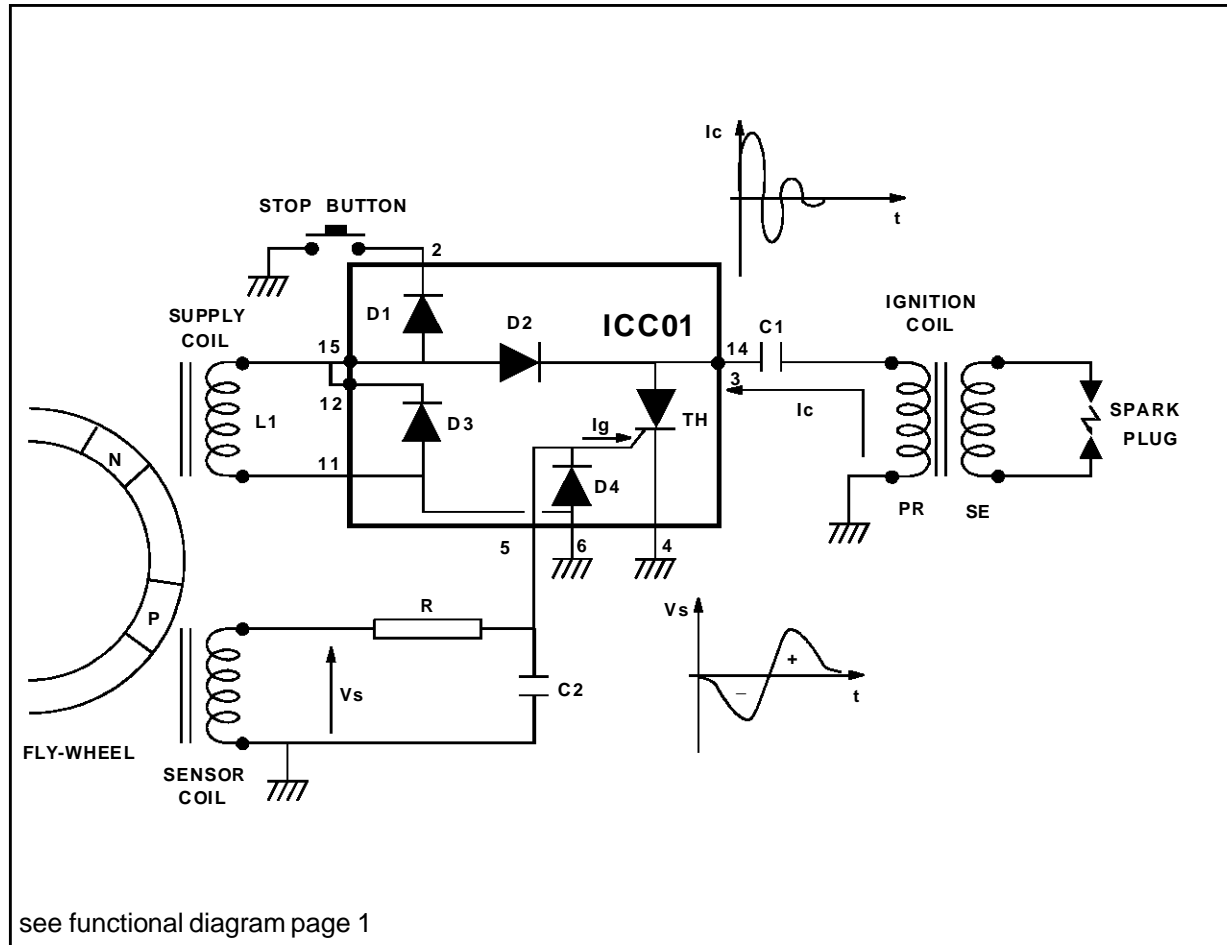 Ic
t
STOP BUTTON
2
SUPPLY
COIL
D1
D2
ICC01
C1
IGNITION
COIL
15
14
12
3
Ic
L1
D3
Ig
TH
SPARK
PLUG
N
11
D4
PR
SE
5
6
4
P
R
Vs
+
Vs
C2
–
t
FLY-WHEEL
SENSOR
COIL
see functional diagram page 1